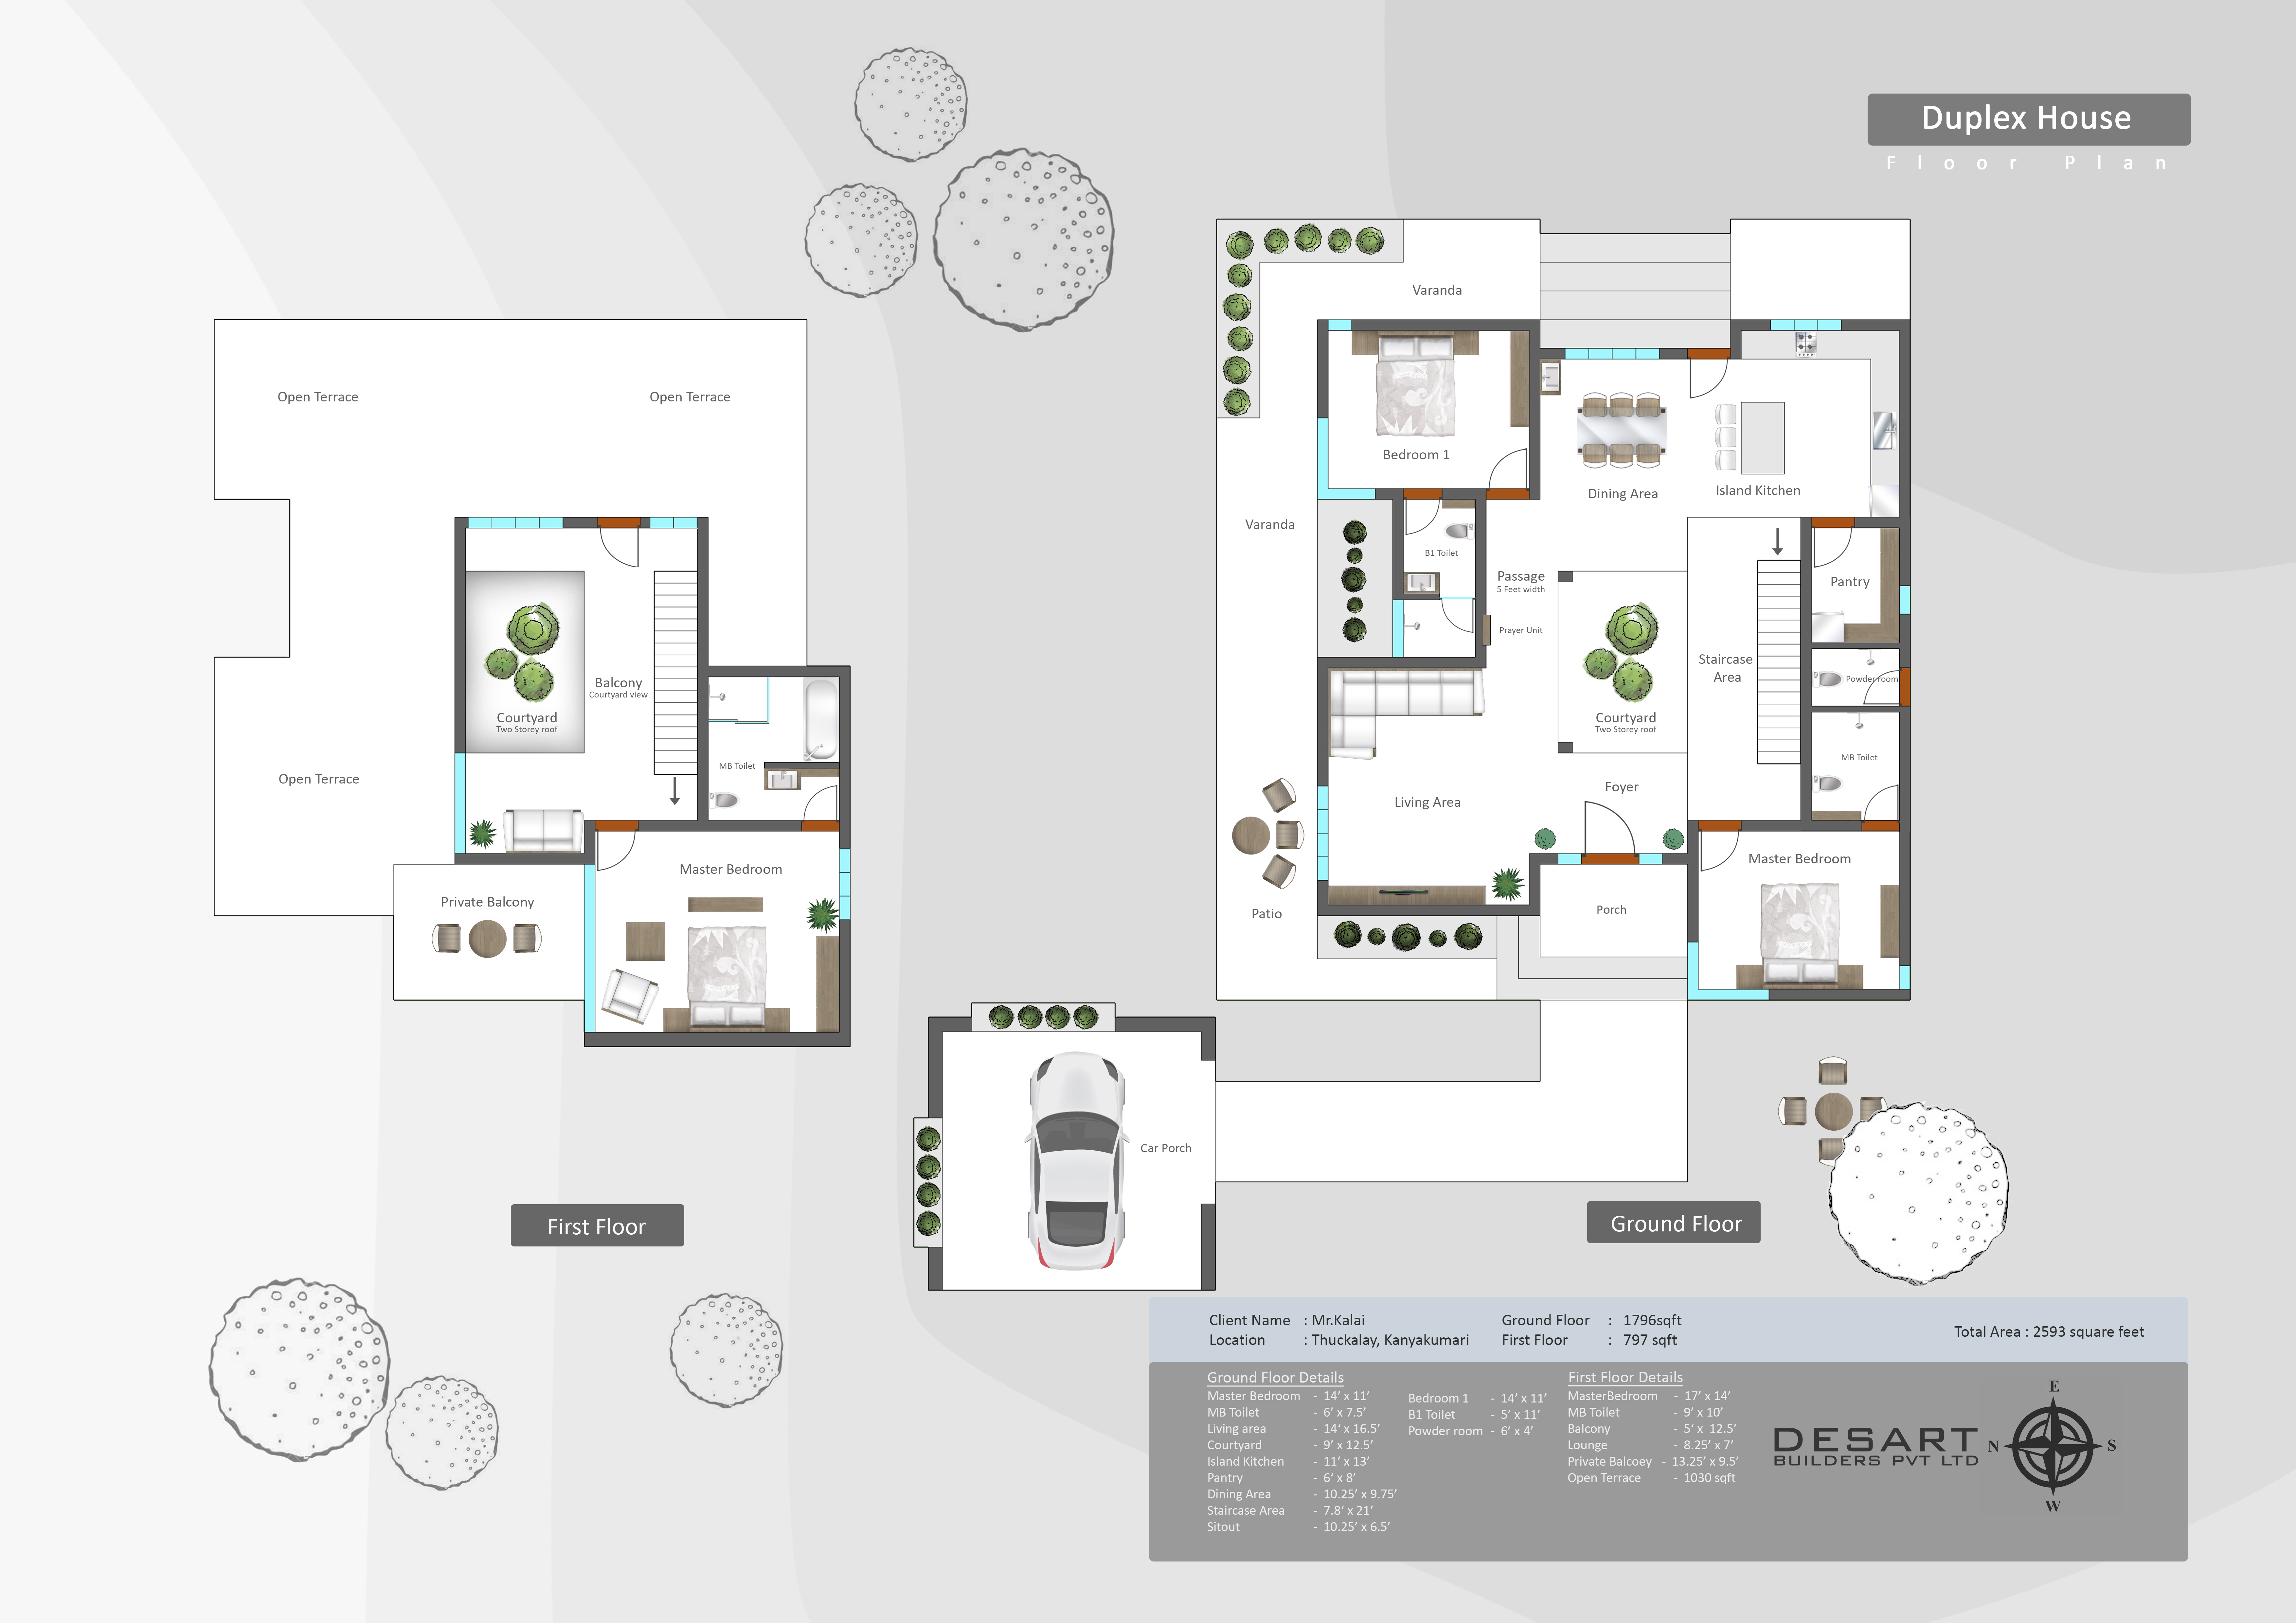 Duplex House
Floor Plan
Open Terrace
Open Terrace
Balcony
Courtyard view
Courtyard
Two Storey roof
Open Terrace
MB Toilet
Master Bedroom
Private Balcony
First Floor
Varanda
Bedroom 1
Dining Area
Island Kitchen
Varanda
B1 Toilet
Passage
5 Feet width
Pantry
Prayer Unit
Staircase
Area
Powder room
Courtyard
Two Storey roof
MB Toilet
Foyer
Living Area
Master Bedroom
Patio
Porch
Car Porch
Ground Floor
Client Name : Mr.Kalai
Location : Thuckalay, Kanyakumari
Ground Floor : 1796sqft
First Floor : 797 sqft
Total Area : 2593 square feet
Ground Floor Details
Master Bedroom - 14’ x 11’
MB Toilet - 6’ x 7.5’
Living area - 14’ x 16.5’
Courtyard - 9’ x 12.5’
Island Kitchen - 11’ x 13’
Pantry - 6’ x 8’
Dining Area - 10.25’ x 9.75’
Staircase Area - 7.8’ x 21’
Sitout - 10.25’ x 6.5’
Bedroom 1 - 14’ x 11’
B1 Toilet - 5’ x 11’
Powder room - 6’ x 4’
First Floor Details
MasterBedroom - 17’ x 14’
MB Toilet - 9’ x 10’
Balcony - 5’ x 12.5’
Lounge - 8.25’ x 7’
Private Balcoey - 13.25’ x 9.5’
Open Terrace - 1030 sqft
DESART
BUILDERS PVT LTD
E
N
S
W